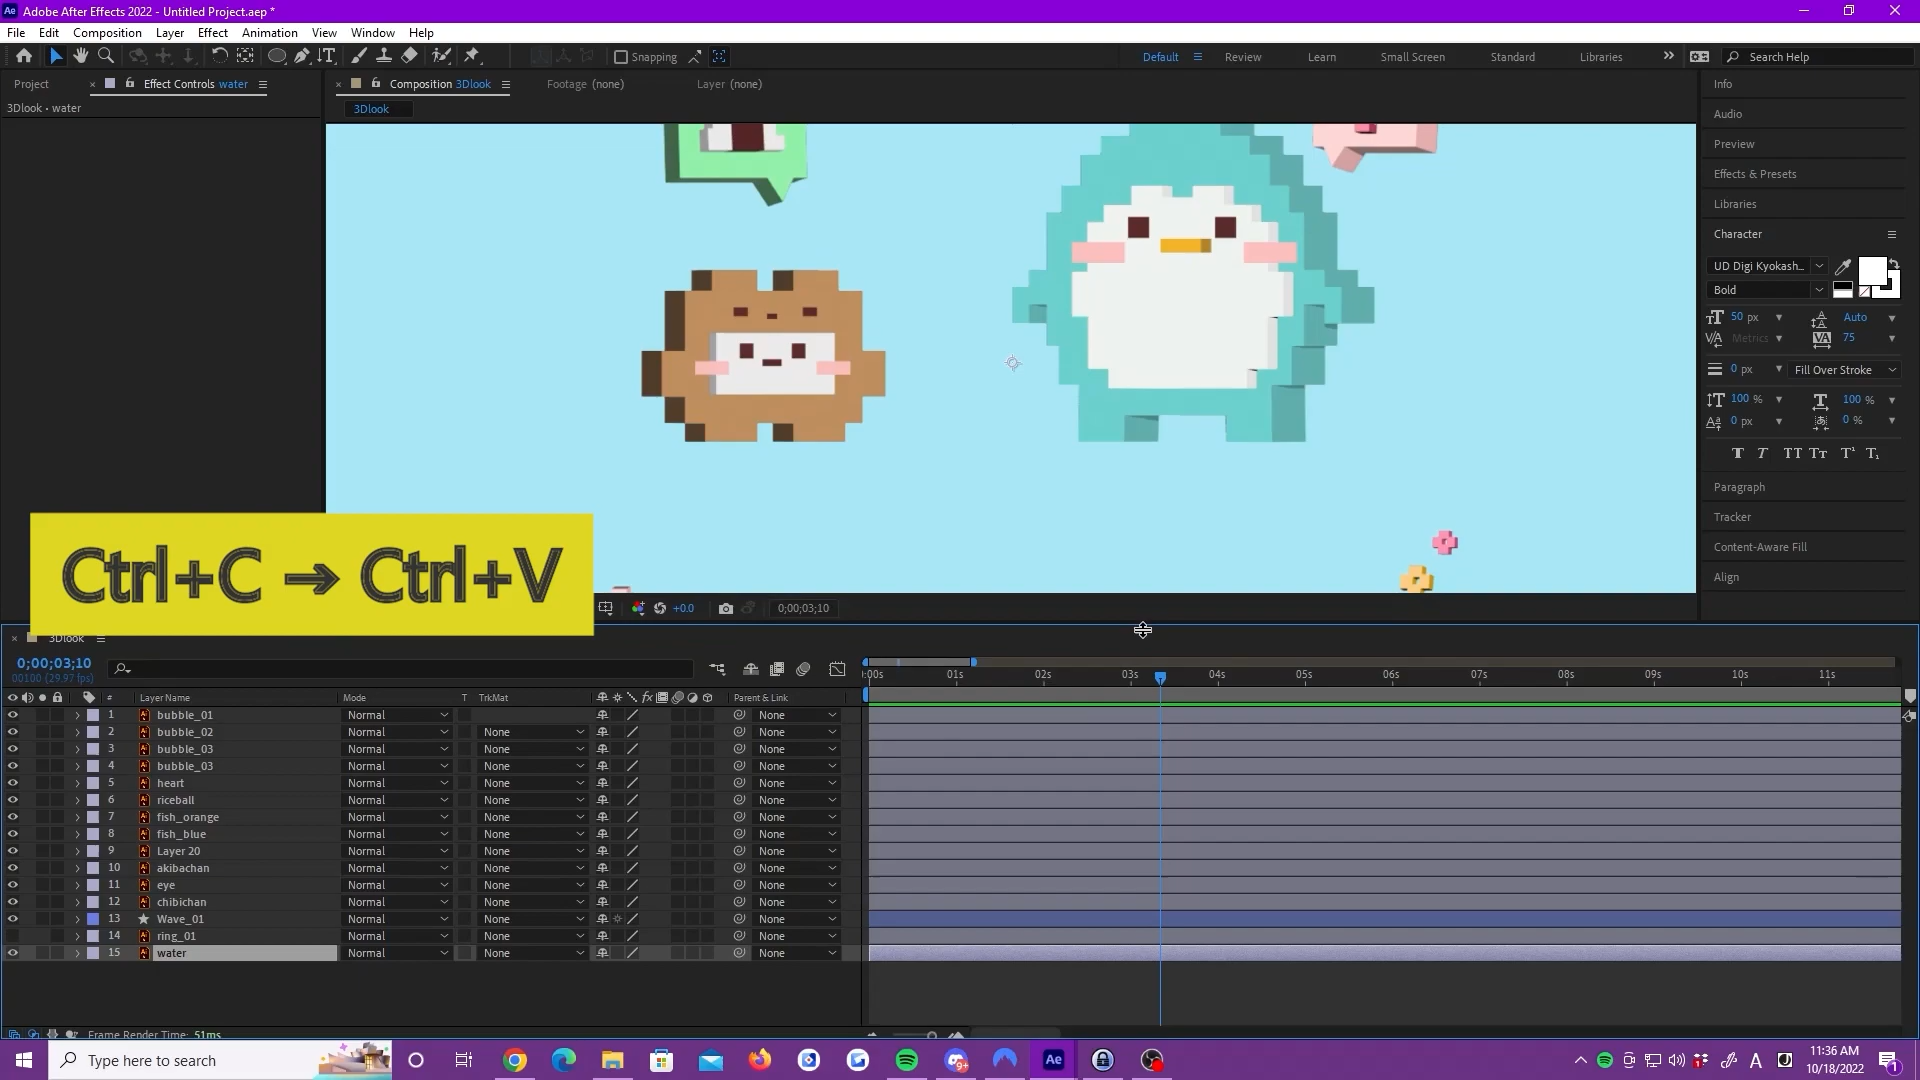 Adobe After Effects 2022 - Untitled Project.aep *
File Edit Composition Layer Effect Animation View Window Help
Snapping
Default Review Learn Small Screen Standard Libraries
Search Help
Project Effect Controls water
Composition 3Dlook Footage (none) Layer (none)
3Dlook • water
3Dlook
Info
Audio
Preview
Effects & Presets
Libraries
Character
UD Digi Kyokash...
Bold
50 px Auto
Metrics 75
0 px Fill Over Stroke
100 % 100 %
0 px 0 %
Paragraph
Tracker
Content-Aware Fill
Align
Ctrl+C → Ctrl+V
+0.0 0;00;03;10
3Dlook
0;00;03;10
00100 (29.97 fps)
:00s 01s 02s 03s 04s 05s 06s 07s 08s 09s 10s 11s
# Layer Name Mode T TrkMat Parent & Link
1 bubble_01 Normal None
2 bubble_02 Normal None None
3 bubble_03 Normal None None
4 bubble_03 Normal None None
5 heart Normal None None
6 riceball Normal None None
7 fish_orange Normal None None
8 fish_blue Normal None None
9 Layer 20 Normal None None
10 akibachan Normal None None
11 eye Normal None None
12 chibichan Normal None None
13 Wave_01 Normal None None
14 ring_01 Normal None None
15 water Normal None None
Frame Render Time: 51ms
Type here to search
11:36 AM
10/18/2022